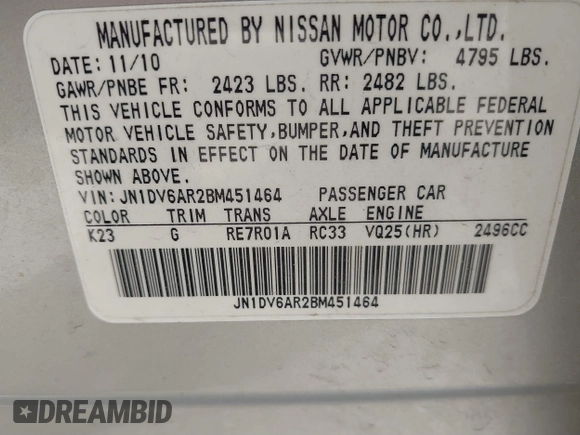 MANUFACTURED BY NISSAN MOTOR CO.,LTD.
DATE: 11/10 GVWR/PNBV: 4795 LBS.
GAWR/PNBE FR: 2423 LBS. RR: 2482 LBS.
THIS VEHICLE CONFORMS TO ALL APPLICABLE FEDERAL
MOTOR VEHICLE SAFETY,BUMPER,AND THEFT PREVENTION
STANDARDS IN EFFECT ON THE DATE OF MANUFACTURE
SHOWN ABOVE.
VIN:JN1DV6AR2BM451464 PASSENGER CAR
COLOR TRIM TRANS AXLE ENGINE
K23 G RE7R01A RC33 VQ25(HR) 2496CC
JN1DV6AR2BM451464
DREAMBID